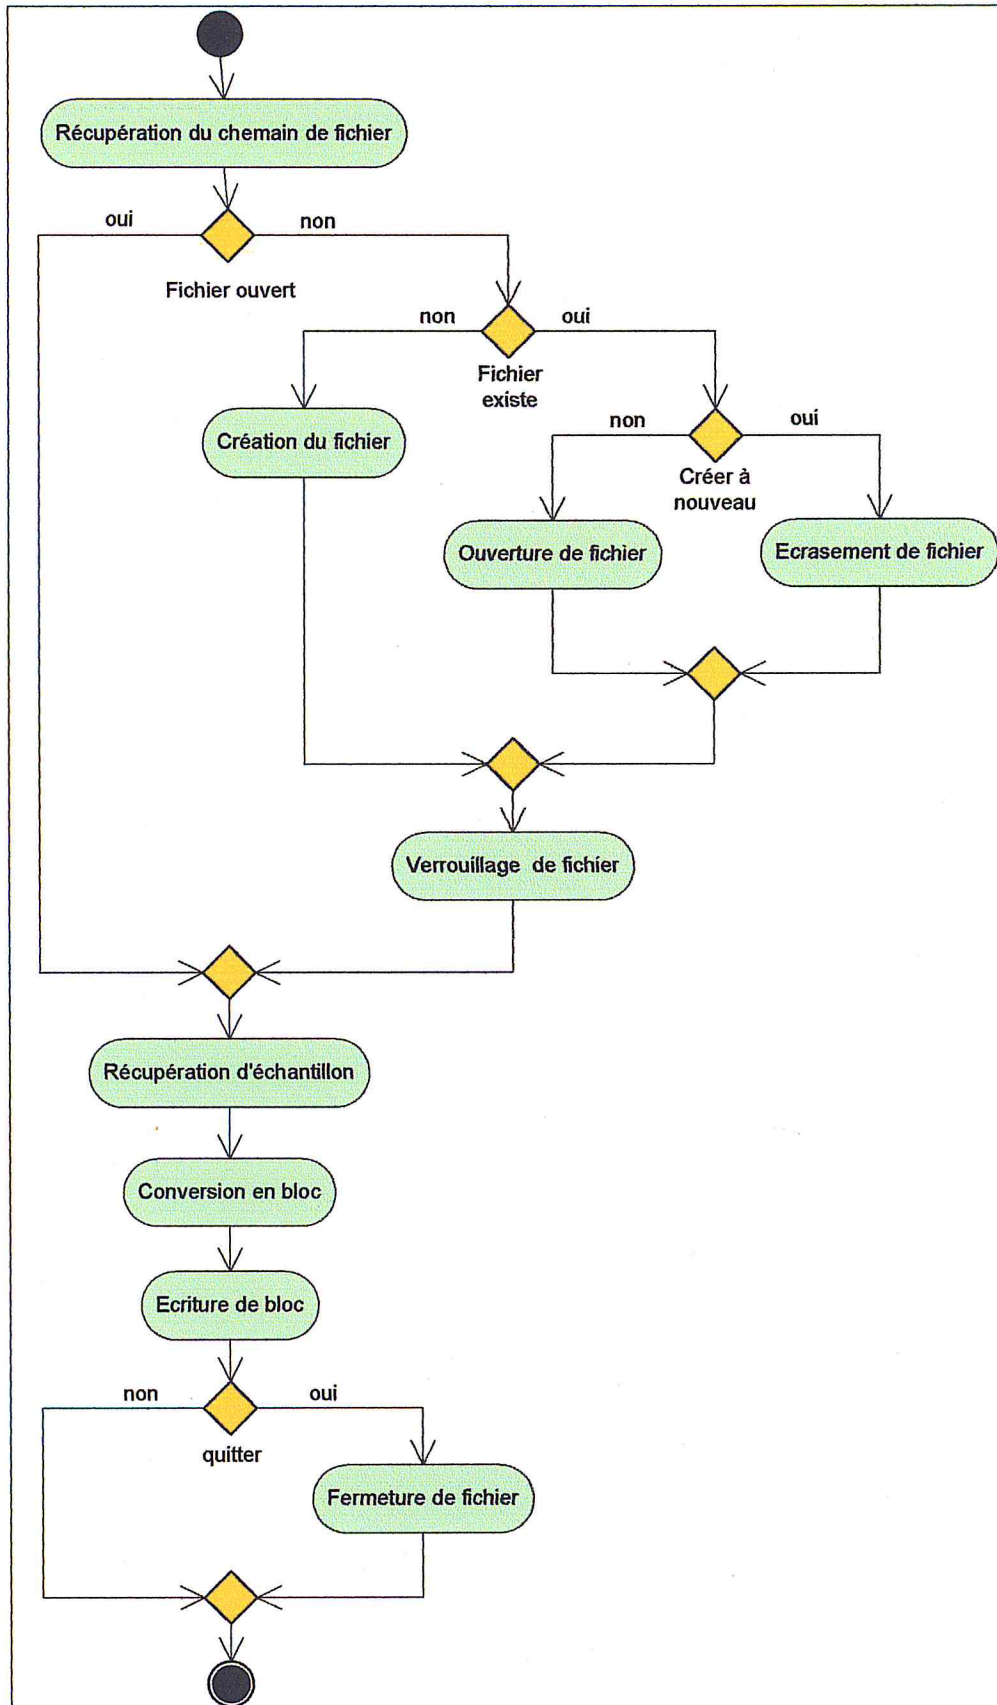 Récupération du chemain de fichier
oui
non
Fichier ouvert
non
oui
Fichier
existe
Création du fichier
non
oui
Créer à
nouveau
Ouverture de fichier
Ecrasement de fichier
Verrouillage de fichier
Récupération d'échantillon
Conversion en bloc
Ecriture de bloc
non
oui
quitter
Fermeture de fichier